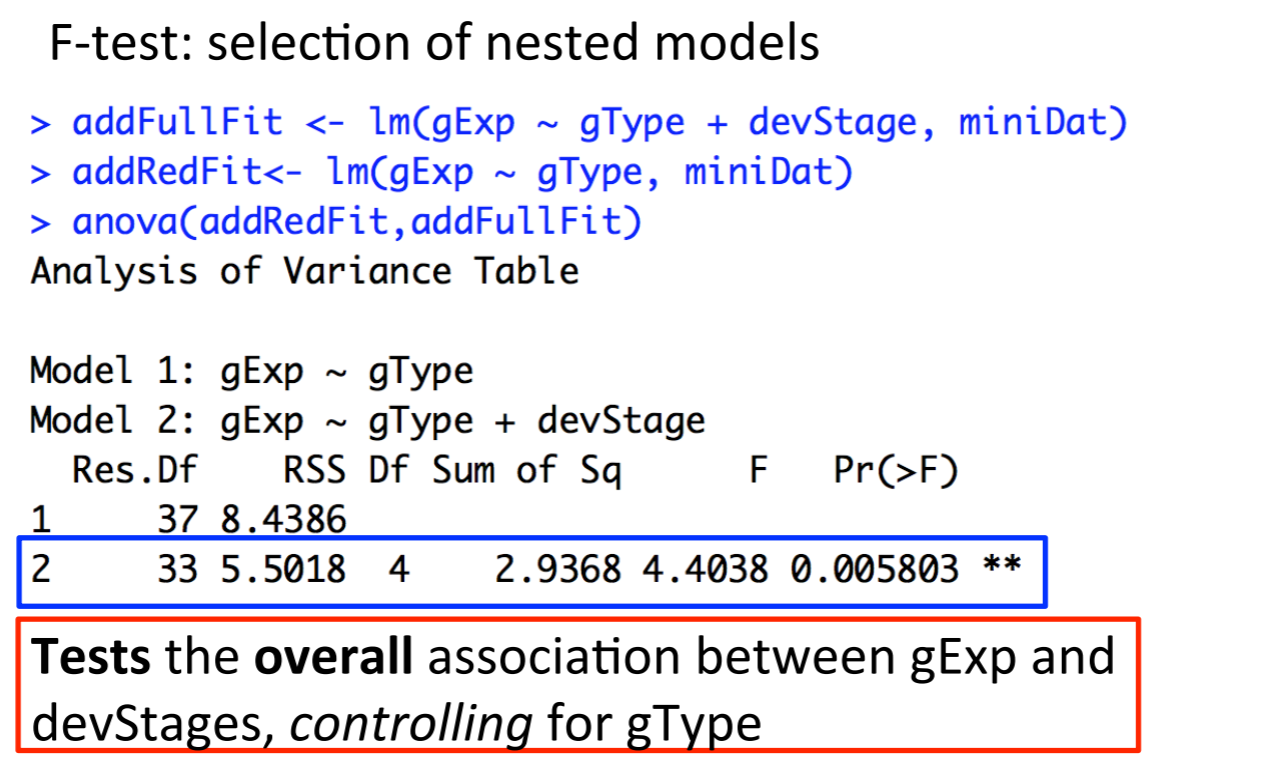 F-test: selection of nested models
> addFullFit <- lm(gExp ~ gType + devStage, miniDat)
> addRedFit<- lm(gExp ~ gType, miniDat)
> anova(addRedFit,addFullFit)
Analysis of Variance Table
Model 1: gExp ~ gType
Model 2: gExp ~ gType + devStage
Res.Df RSS Df Sum of Sq F Pr(>F)
1 37 8.4386
2 33 5.5018 4 2.9368 4.4038 0.005803 **
Tests the overall association between gExp and
devStages, controlling for gType